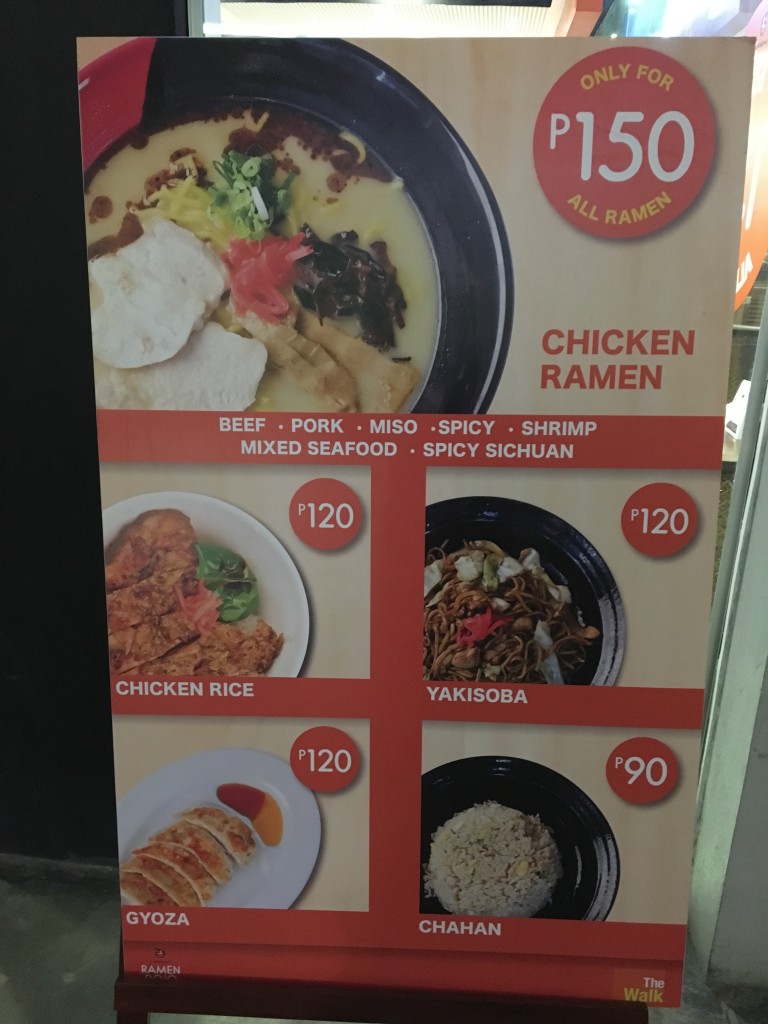 ONLY FOR
P150
ALL RAMEN
CHICKEN
RAMEN
BEEF · PORK · MISO · SPICY · SHRIMP
MIXED SEAFOOD · SPICY SICHUAN
P120
CHICKEN RICE
P120
YAKISOBA
P120
GYOZA
P90
CHAHAN
RAMEN
The
Walk